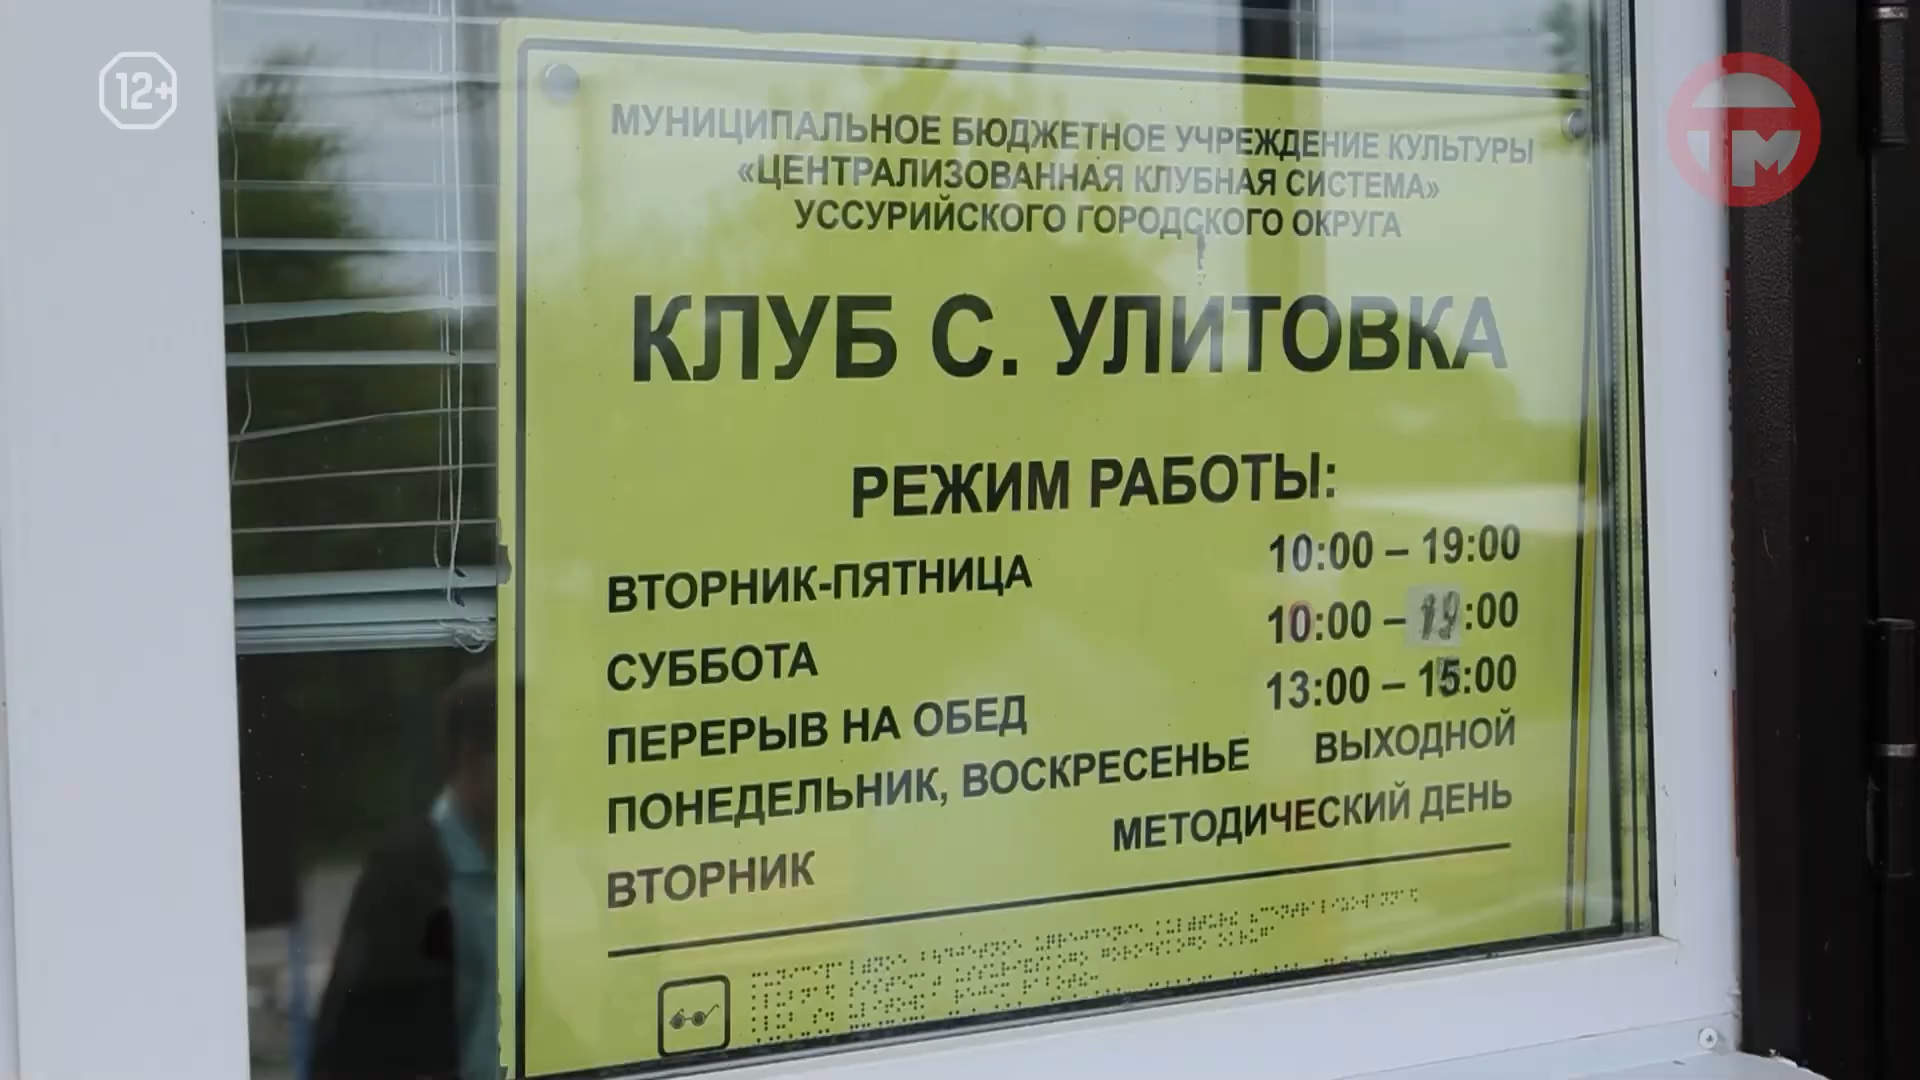 12+
ТМ
МУНИЦИПАЛЬНОЕ БЮДЖЕТНОЕ УЧРЕЖДЕНИЕ КУЛЬТУРЫ
«ЦЕНТРАЛИЗОВАННАЯ КЛУБНАЯ СИСТЕМА»
УССУРИЙСКОГО ГОРОДСКОГО ОКРУГА
КЛУБ С. УЛИТОВКА
РЕЖИМ РАБОТЫ:
ВТОРНИК-ПЯТНИЦА 10:00 – 19:00
СУББОТА 10:00 – 19:00
ПЕРЕРЫВ НА ОБЕД 13:00 – 15:00
ПОНЕДЕЛЬНИК, ВОСКРЕСЕНЬЕ ВЫХОДНОЙ
ВТОРНИК МЕТОДИЧЕСКИЙ ДЕНЬ